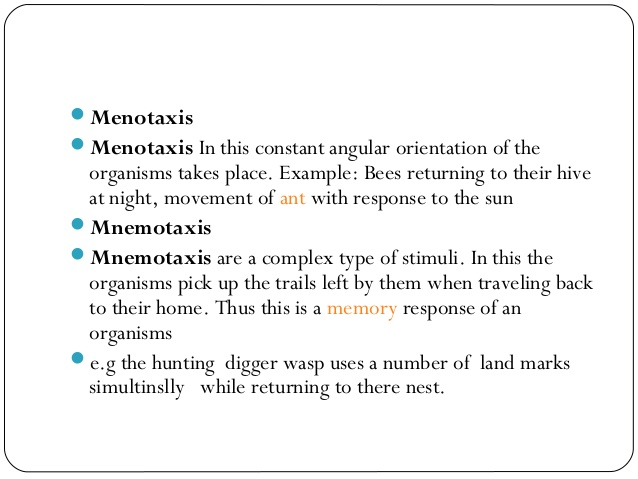 Menotaxis
Menotaxis In this constant angular orientation of the
organisms takes place. Example: Bees returning to their hive
at night, movement of ant with response to the sun
Mnemotaxis
Mnemotaxis are a complex type of stimuli. In this the
organisms pick up the trails left by them when traveling back
to their home. Thus this is a memory response of an
organisms
e.g the hunting digger wasp uses a number of land marks
simultinslly while returning to there nest.